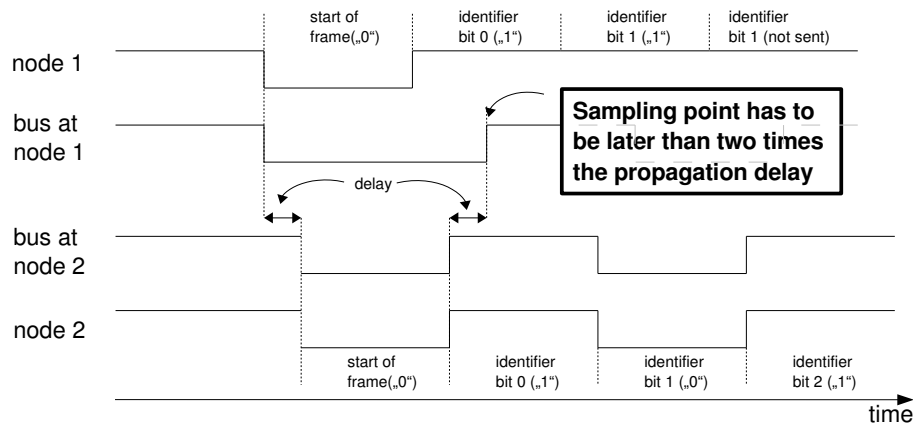 start of
frame(„0“)
identifier
bit 0 („1“)
identifier
bit 1 („1“)
identifier
bit 1 (not sent)
node 1
bus at
node 1
Sampling point has to
be later than two times
the propagation delay
delay
bus at
node 2
node 2
start of
frame(„0“)
identifier
bit 0 („1“)
identifier
bit 1 („0“)
identifier
bit 2 („1“)
time